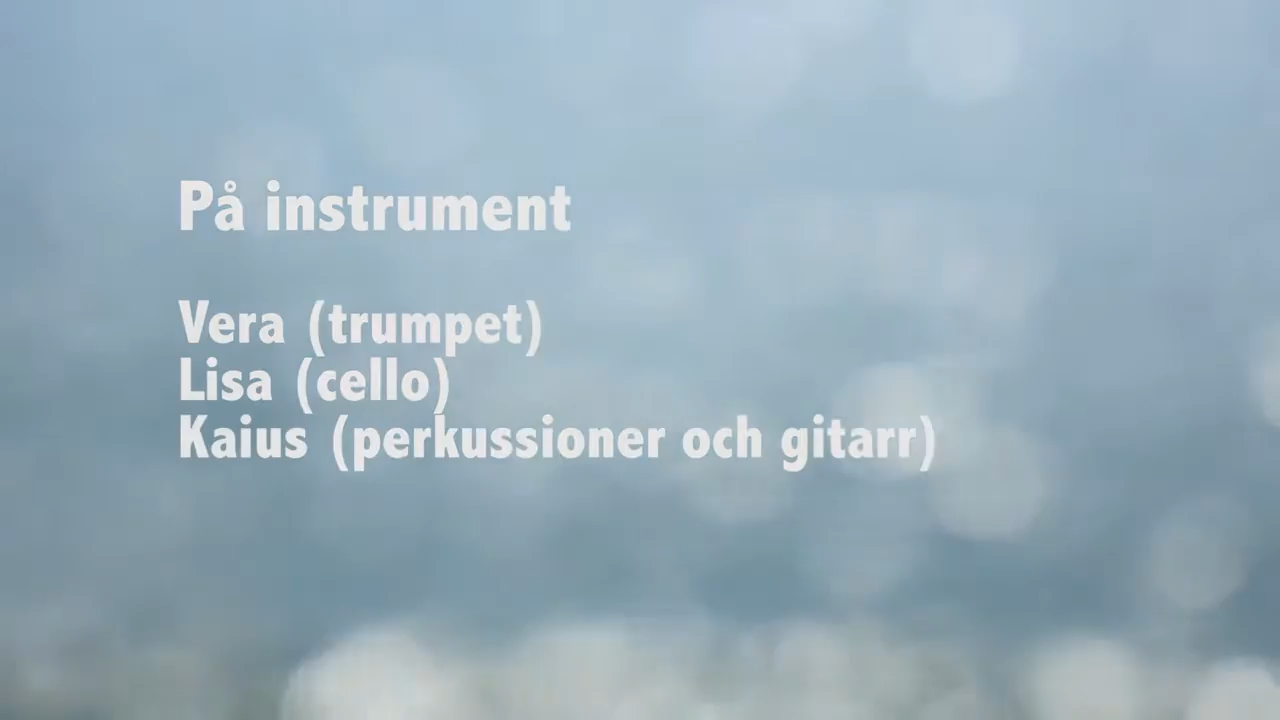 På instrument
Vera (trumpet)
Lisa (cello)
Kaius (perkussioner och gitarr)